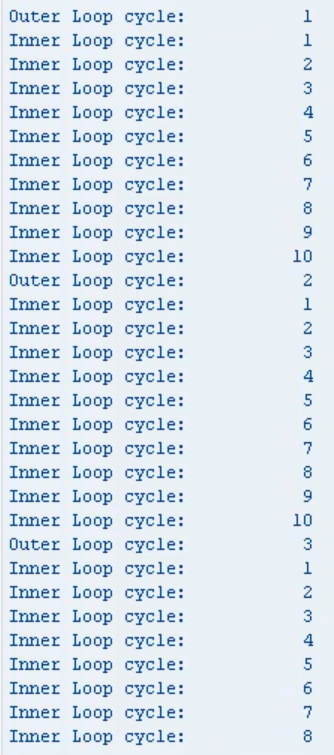 Outer Loop cycle: 1
Inner Loop cycle: 1
Inner Loop cycle: 2
Inner Loop cycle: 3
Inner Loop cycle: 4
Inner Loop cycle: 5
Inner Loop cycle: 6
Inner Loop cycle: 7
Inner Loop cycle: 8
Inner Loop cycle: 9
Inner Loop cycle: 10
Outer Loop cycle: 2
Inner Loop cycle: 1
Inner Loop cycle: 2
Inner Loop cycle: 3
Inner Loop cycle: 4
Inner Loop cycle: 5
Inner Loop cycle: 6
Inner Loop cycle: 7
Inner Loop cycle: 8
Inner Loop cycle: 9
Inner Loop cycle: 10
Outer Loop cycle: 3
Inner Loop cycle: 1
Inner Loop cycle: 2
Inner Loop cycle: 3
Inner Loop cycle: 4
Inner Loop cycle: 5
Inner Loop cycle: 6
Inner Loop cycle: 7
Inner Loop cycle: 8